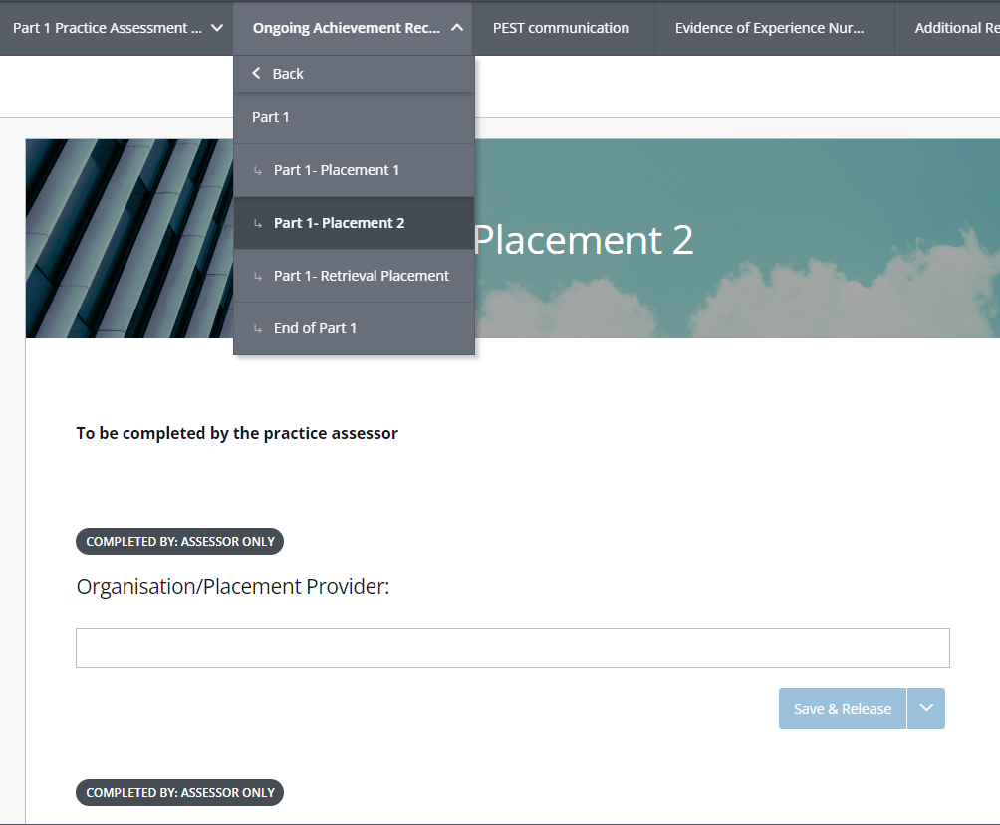 Part 1 Practice Assessment ...
Ongoing Achievement Rec...
PEST communication
Evidence of Experience Nur...
Additional Re
Back
Part 1
Part 1- Placement 1
Part 1- Placement 2
Part 1- Retrieval Placement
End of Part 1
Placement 2
To be completed by the practice assessor
COMPLETED BY: ASSESSOR ONLY
Organisation/Placement Provider:
Save & Release
COMPLETED BY: ASSESSOR ONLY